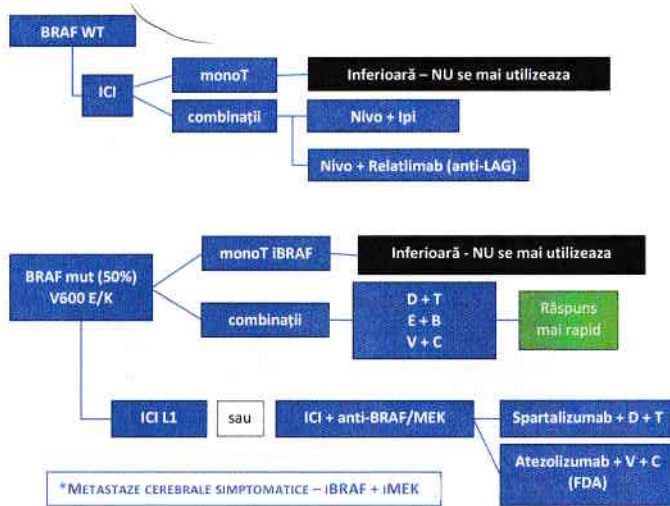 BRAF WT
ICI
monoT
Inferioară – NU se mai utilizeaza
combinații
Nivo + Ipi
Nivo + Relatlimab (anti-LAG)
BRAF mut (50%)
V600 E/K
monoT iBRAF
Inferioară - NU se mai utilizeaza
combinații
D + T
E + B
V + C
Răspuns
mai rapid
ICI L1
sau
ICI + anti-BRAF/MEK
Spartalizumab + D + T
Atezolizumab + V + C
(FDA)
*METASTAZE CEREBRALE SIMPTOMATICE – iBRAF + iMEK